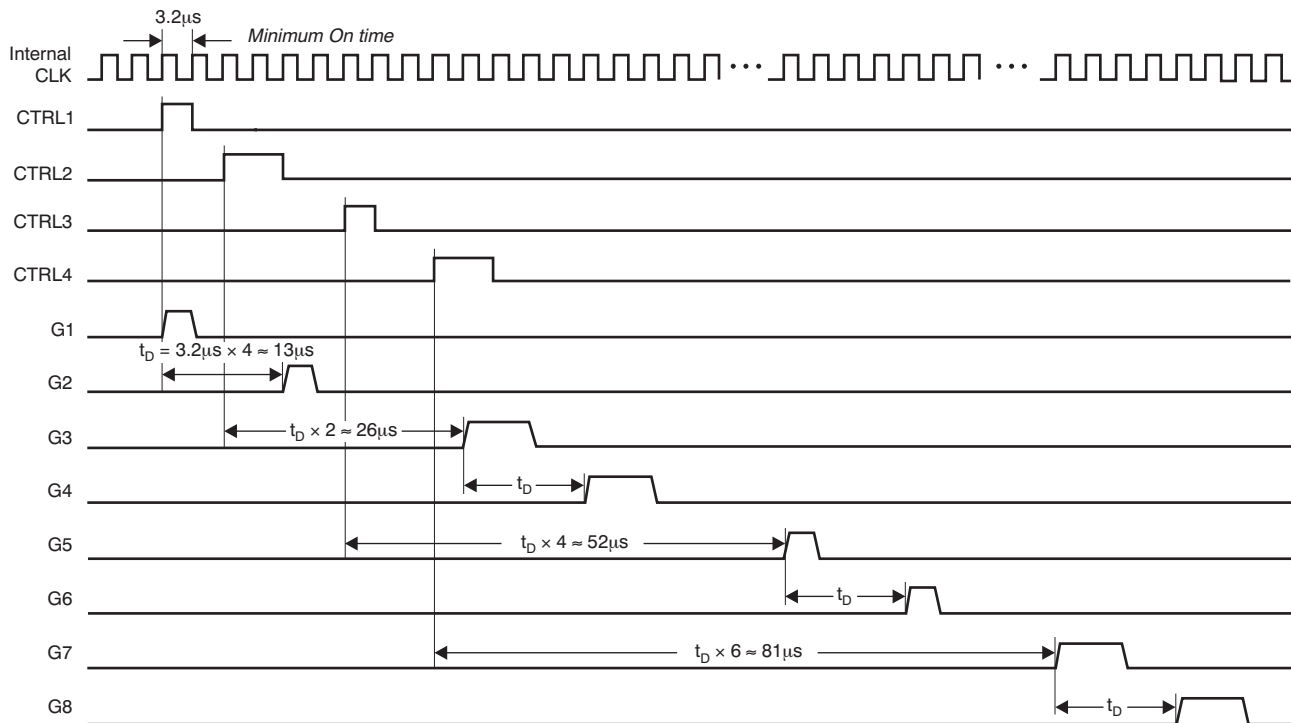 3.2μs
Minimum On time
Internal
CLK
CTRL1
CTRL2
CTRL3
CTRL4
G1
tD = 3.2μs × 4 ≈ 13μs
G2
G3
tD × 2 ≈ 26μs
G4
tD
G5
tD × 4 ≈ 52μs
G6
tD
G7
tD × 6 ≈ 81μs
G8
tD